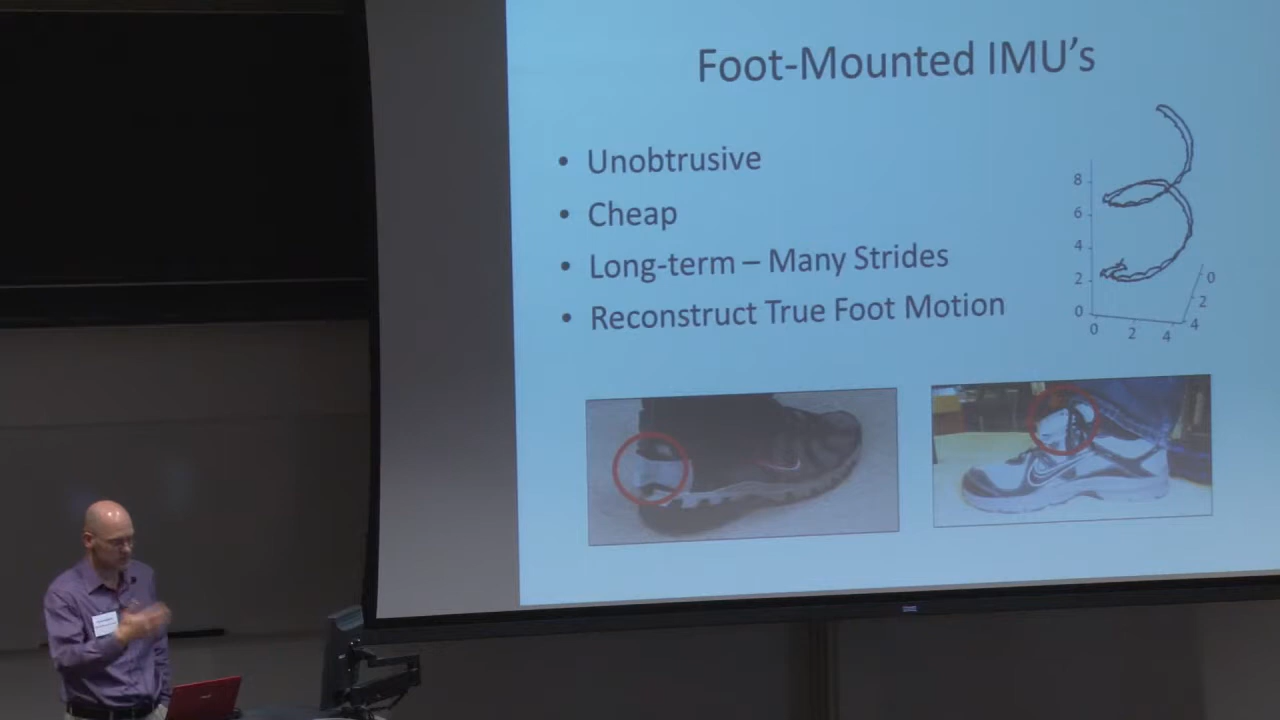 Foot-Mounted IMU's
• Unobtrusive
• Cheap
• Long-term – Many Strides
• Reconstruct True Foot Motion
8
6
4
2
0
0
2
4
0
2
4